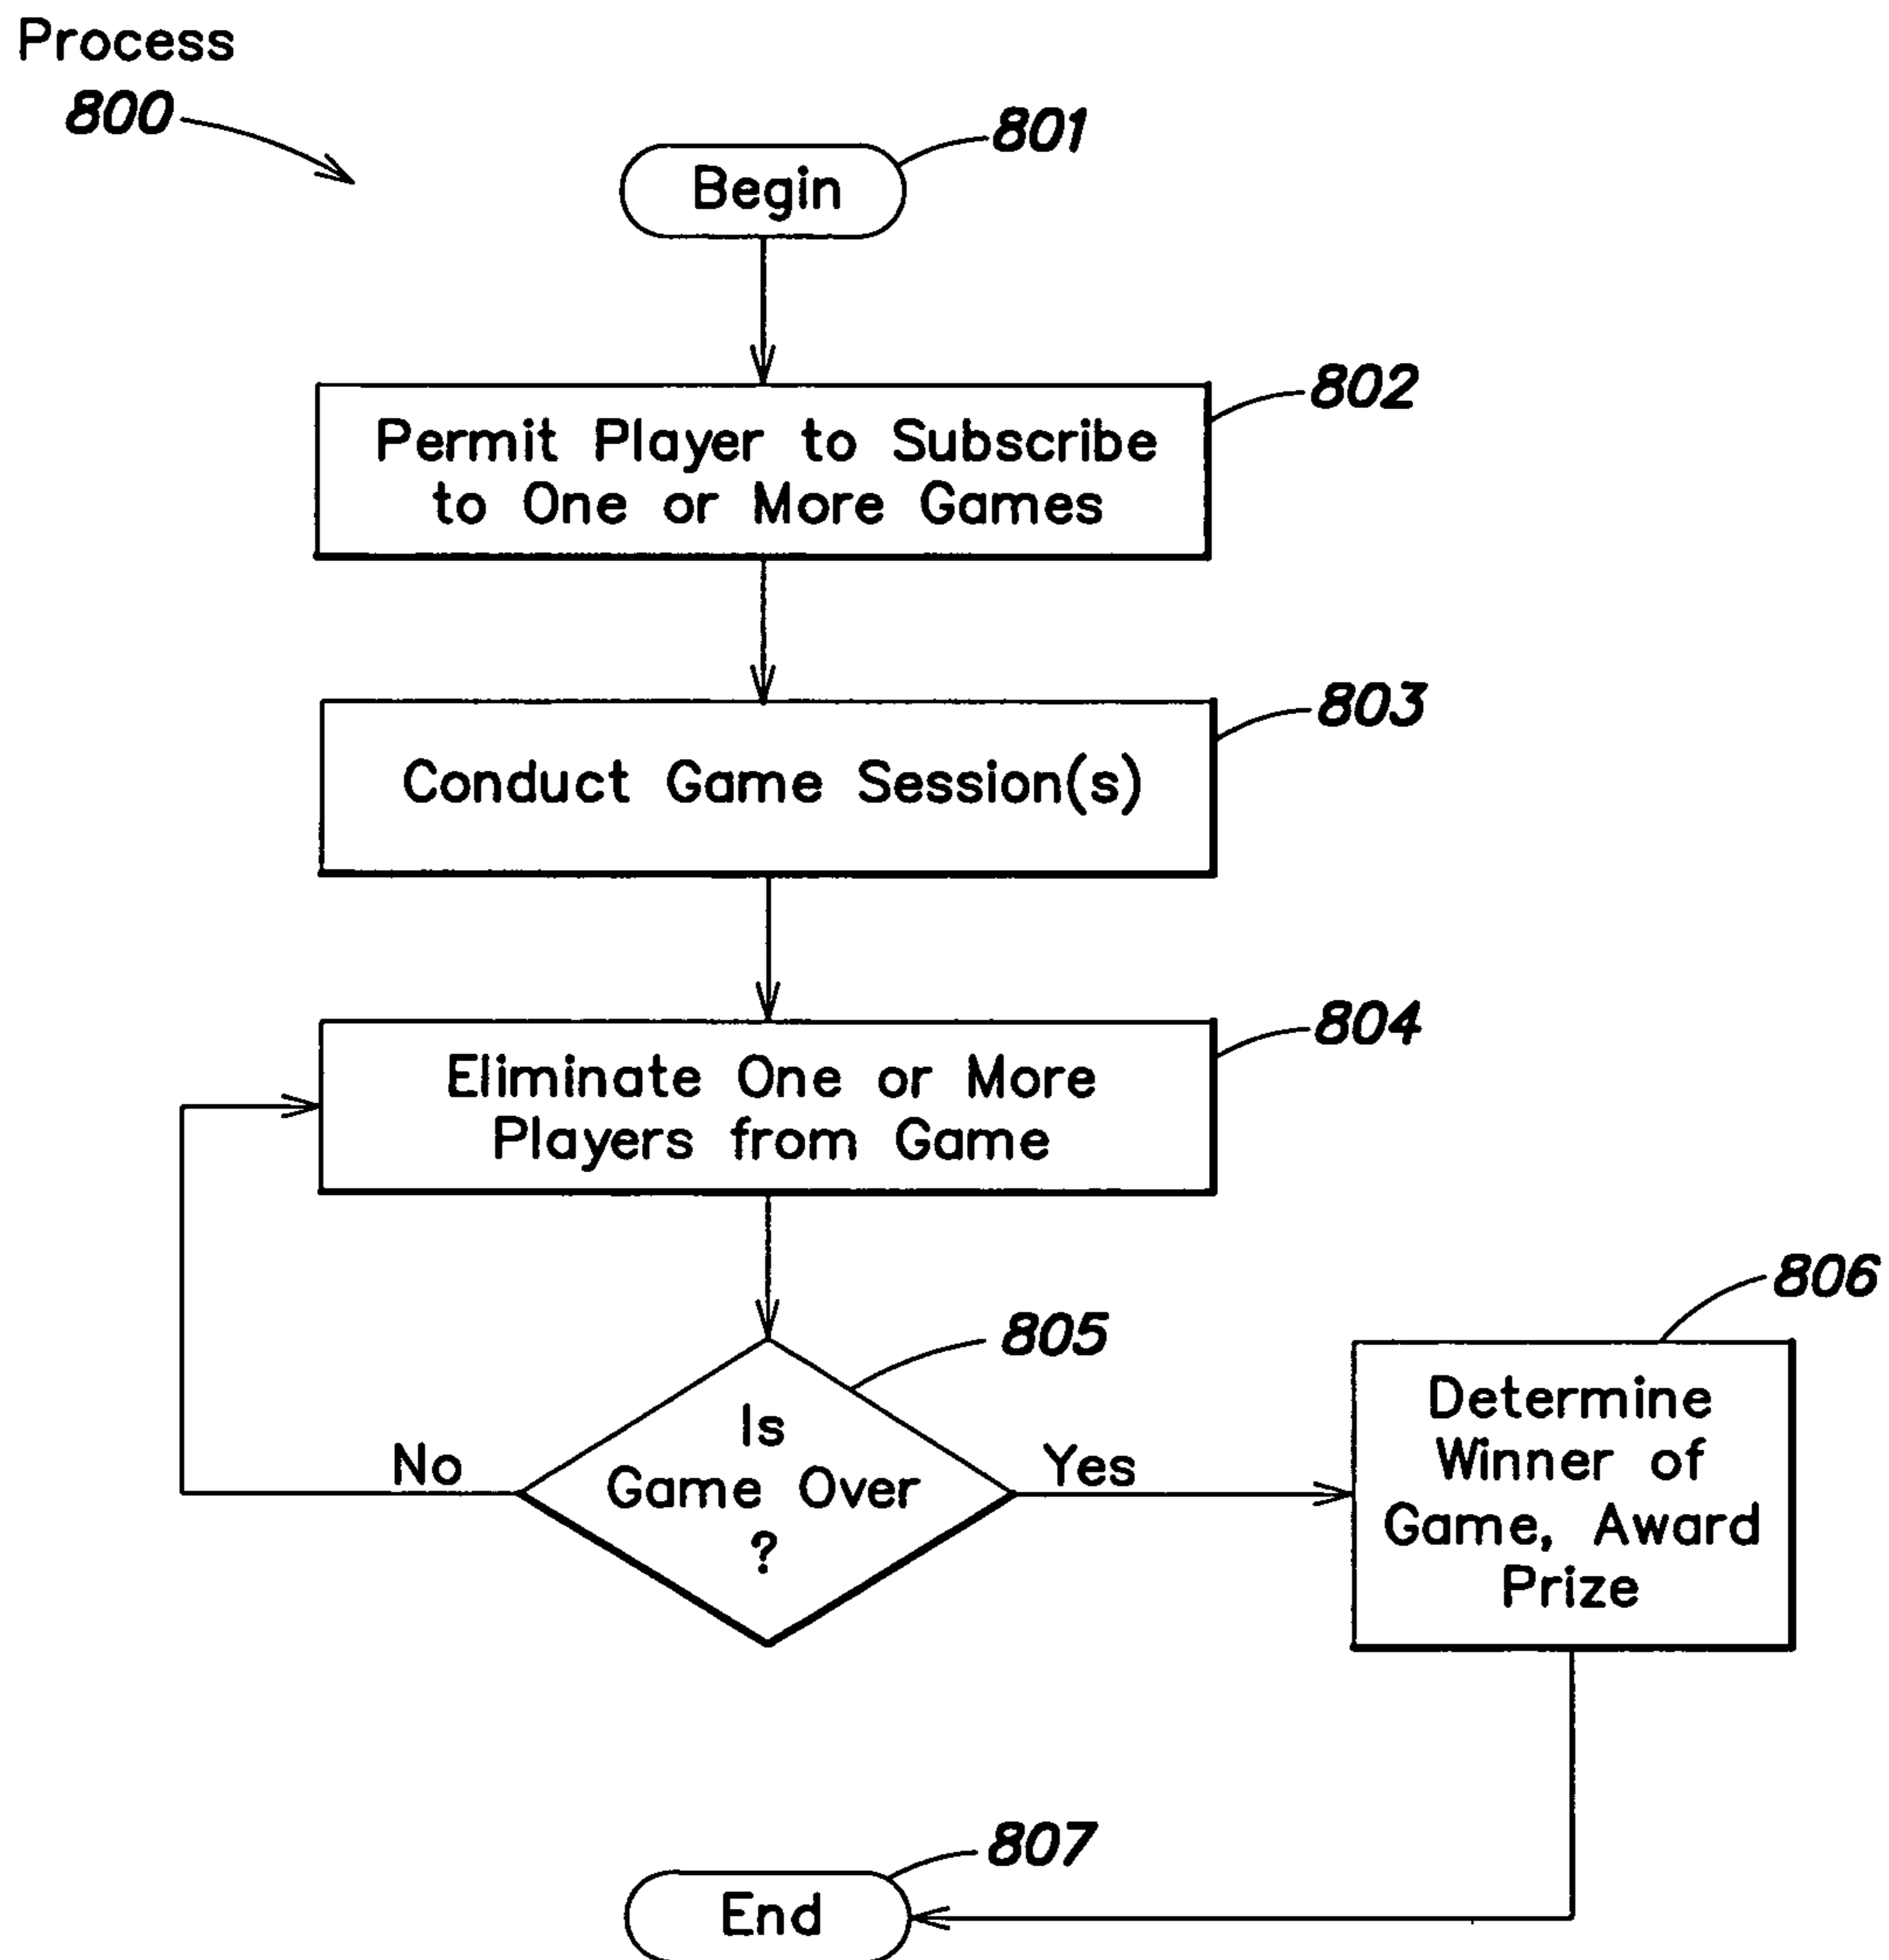 Process
800
801
Begin
802
Permit Player to Subscribe
to One or More Games
803
Conduct Game Session(s)
804
Eliminate One or More
Players from Game
805
806
Is
Game Over
?
No
Yes
Determine
Winner of
Game, Award
Prize
807
End